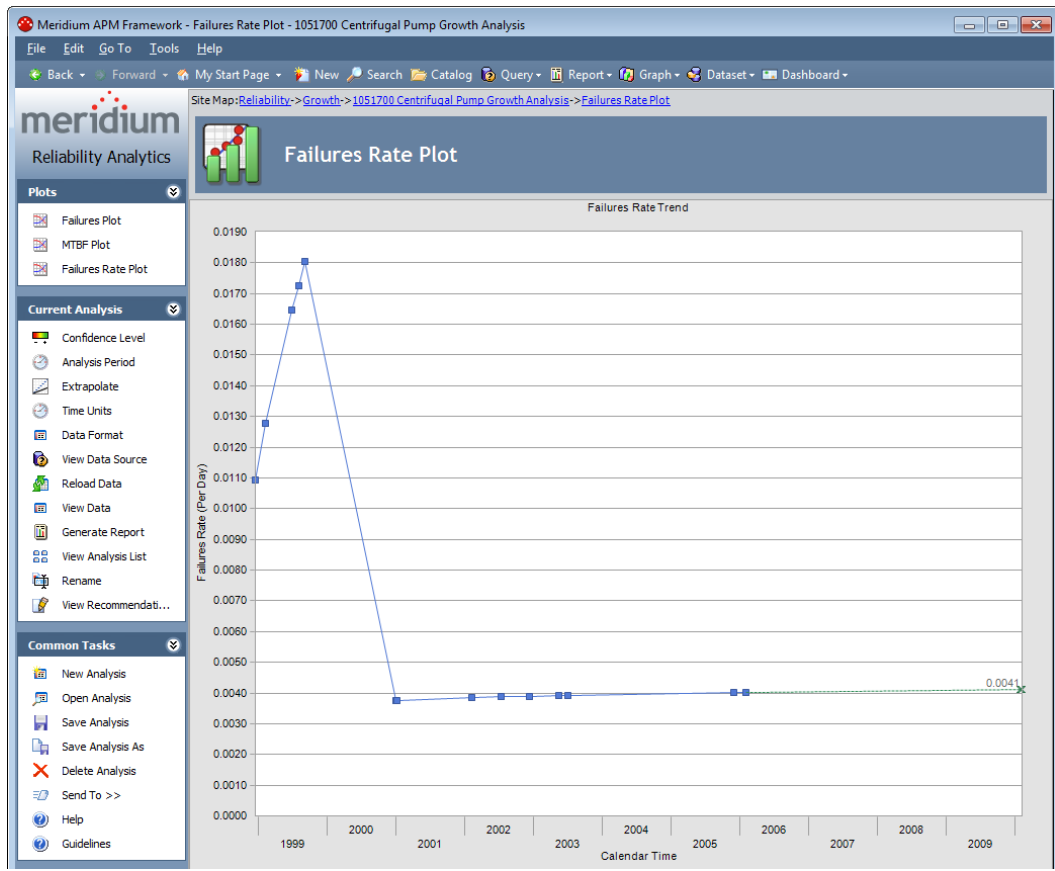 Meridium APM Framework - Failures Rate Plot - 1051700 Centrifugal Pump Growth Analysis
File Edit Go To Tools Help
Back Forward My Start Page New Search Catalog Query Report Graph Dataset Dashboard
Site Map:Reliability->Growth->1051700 Centrifugal Pump Growth Analysis->Failures Rate Plot
meridium
Reliability Analytics
Plots
Failures Plot
MTBF Plot
Failures Rate Plot
Current Analysis
Confidence Level
Analysis Period
Extrapolate
Time Units
Data Format
View Data Source
Reload Data
View Data
Generate Report
View Analysis List
Rename
View Recommendati...
Common Tasks
New Analysis
Open Analysis
Save Analysis
Save Analysis As
Delete Analysis
Send To >>
Help
Guidelines
Failures Rate Plot
Failures Rate Trend
Failures Rate (Per Day)
0.0190
0.0180
0.0170
0.0160
0.0150
0.0140
0.0130
0.0120
0.0110
0.0100
0.0090
0.0080
0.0070
0.0060
0.0050
0.0040
0.0030
0.0020
0.0010
0.0000
0.0041
2000 2002 2004 2006 2008
1999 2001 2003 2005 2007 2009
Calendar Time